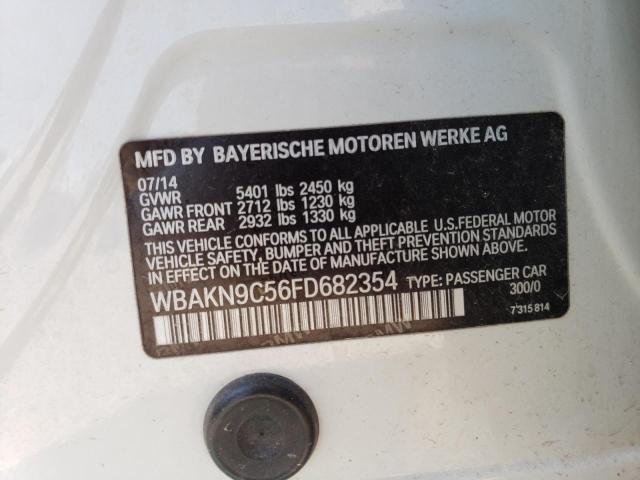 MFD BY BAYERISCHE MOTOREN WERKE AG
07/14
GVWR 5401 lbs 2450 kg
GAWR FRONT 2712 lbs 1230 kg
GAWR REAR 2932 lbs 1330 kg
THIS VEHICLE CONFORMS TO ALL APPLICABLE U.S.FEDERAL MOTOR
VEHICLE SAFETY, BUMPER AND THEFT PREVENTION STANDARDS
IN EFFECT ON THE DATE OF MANUFACTURE SHOWN ABOVE.
WBAKN9C56FD682354 TYPE: PASSENGER CAR
300/0
7315 814